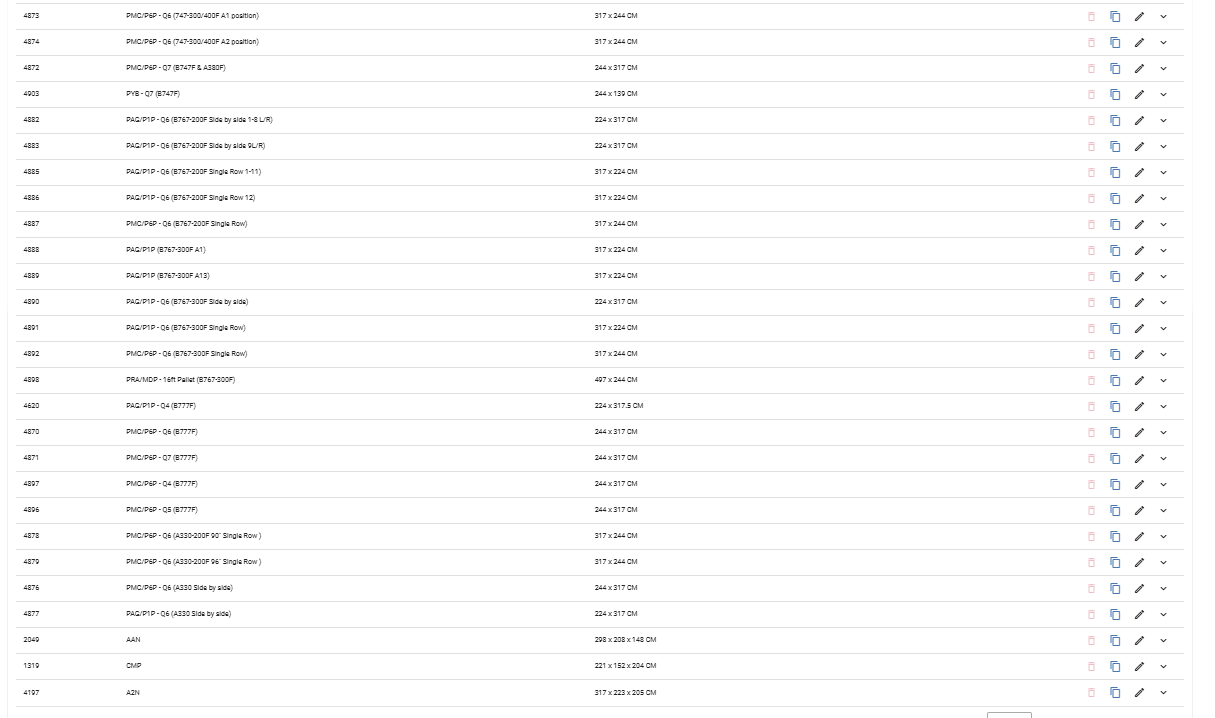 4873 PMC/P6P - Q6 (747-300/400F A1 position) 317 x 244 CM
4874 PMC/P6P - Q6 (747-300/400F A2 position) 317 x 244 CM
4872 PMC/P6P - Q7 (B747F & A380F) 244 x 317 CM
4903 PYB - Q7 (B747F) 244 x 139 CM
4882 PAG/P1P - Q6 (B767-200F Side by side 1-8 L/R) 224 x 317 CM
4883 PAG/P1P - Q6 (B767-200F Side by side 9L/R) 224 x 317 CM
4885 PAG/P1P - Q6 (B767-200F Single Row 1-11) 317 x 224 CM
4886 PAG/P1P - Q6 (B767-200F Single Row 12) 317 x 224 CM
4887 PMC/P6P - Q6 (B767-200F Single Row) 317 x 244 CM
4888 PAG/P1P (B767-300F A1) 317 x 224 CM
4889 PAG/P1P (B767-300F A13) 317 x 224 CM
4890 PAG/P1P - Q6 (B767-300F Side by side) 224 x 317 CM
4891 PAG/P1P - Q6 (B767-300F Single Row) 317 x 224 CM
4892 PMC/P6P - Q6 (B767-300F Single Row) 317 x 244 CM
4898 PRA/MDP - 16ft Pallet (B767-300F) 497 x 244 CM
4620 PAG/P1P - Q4 (B777F) 224 x 317.5 CM
4870 PMC/P6P - Q6 (B777F) 244 x 317 CM
4871 PMC/P6P - Q7 (B777F) 244 x 317 CM
4897 PMC/P6P - Q4 (B777F) 244 x 317 CM
4896 PMC/P6P - Q5 (B777F) 244 x 317 CM
4878 PMC/P6P - Q6 (A330-200F 90" Single Row ) 317 x 244 CM
4879 PMC/P6P - Q6 (A330-200F 96" Single Row ) 317 x 244 CM
4876 PMC/P6P - Q6 (A330 Side by side) 244 x 317 CM
4877 PAG/P1P - Q6 (A330 Side by side) 224 x 317 CM
2049 AAN 298 x 208 x 148 CM
1319 CMP 221 x 152 x 204 CM
4197 A2N 317 x 223 x 205 CM